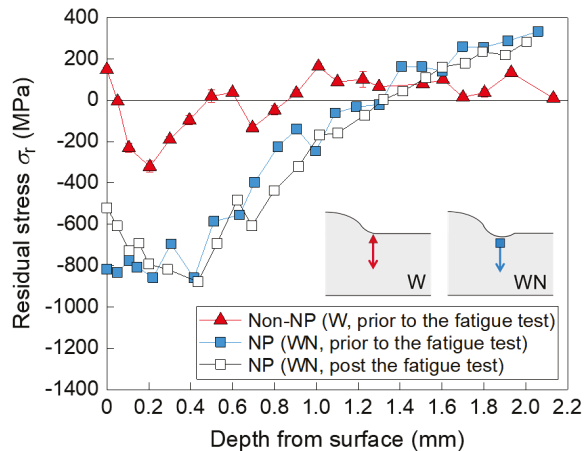 Residual stress σr (MPa)
400
200
0
-200
-400
-600
-800
-1000
-1200
-1400
W
WN
Non-NP (W, prior to the fatigue test)
NP (WN, prior to the fatigue test)
NP (WN, post the fatigue test)
0.0 0.2 0.4 0.6 0.8 1.0 1.2 1.4 1.6 1.8 2.0 2.2
Depth from surface (mm)